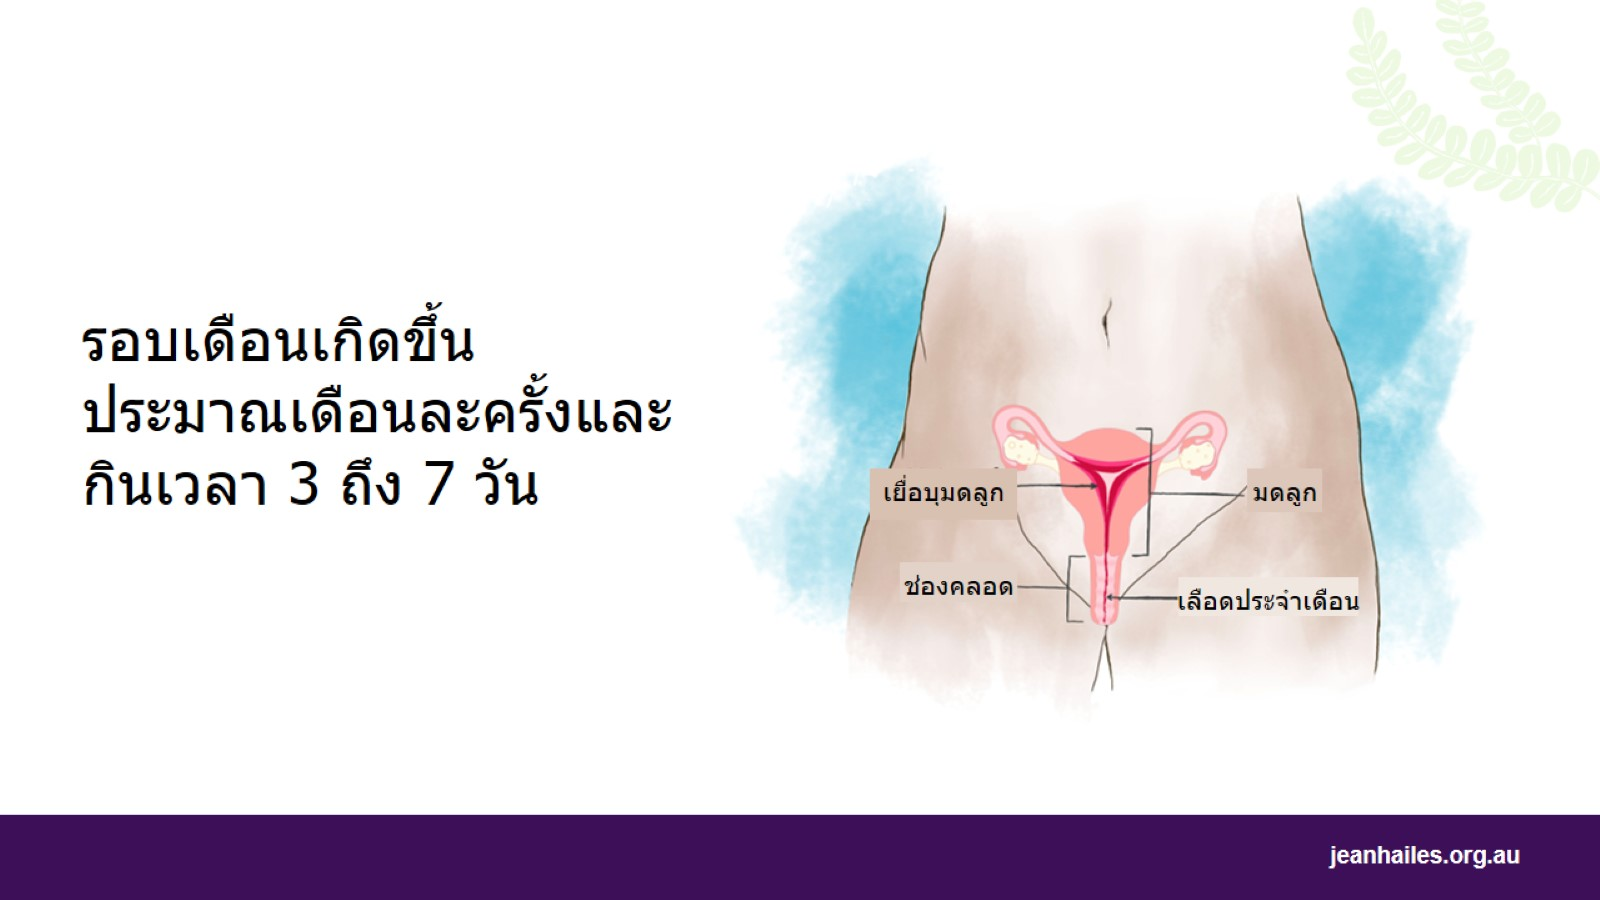 รอบเดือนเกิดขึ้น
ประมาณเดือนละครั้งและ
กินเวลา 3 ถึง 7 วัน
เยื่อบุมดลูก
มดลูก
ช่องคลอด
เลือดประจำเดือน
jeanhailes.org.au